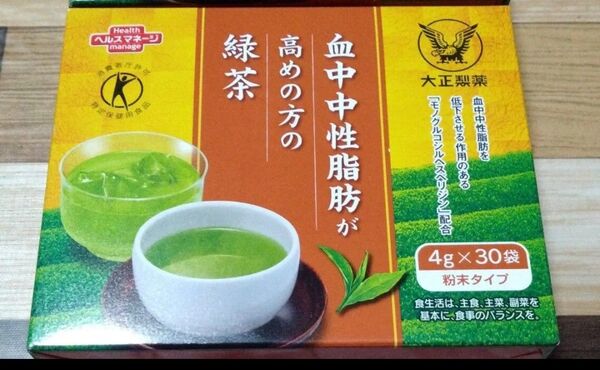 Health
ヘルスマネージ
manage
消費者庁許可
特定保健用食品
血中中性脂肪が
高めの方の
緑茶
大正製薬
血中中性脂肪を
低下させる作用のある
「モノグルコシルヘスペリジン」配合
4g×30袋
粉末タイプ
食生活は、主食、主菜、副菜を
基本に、食事のバランスを。